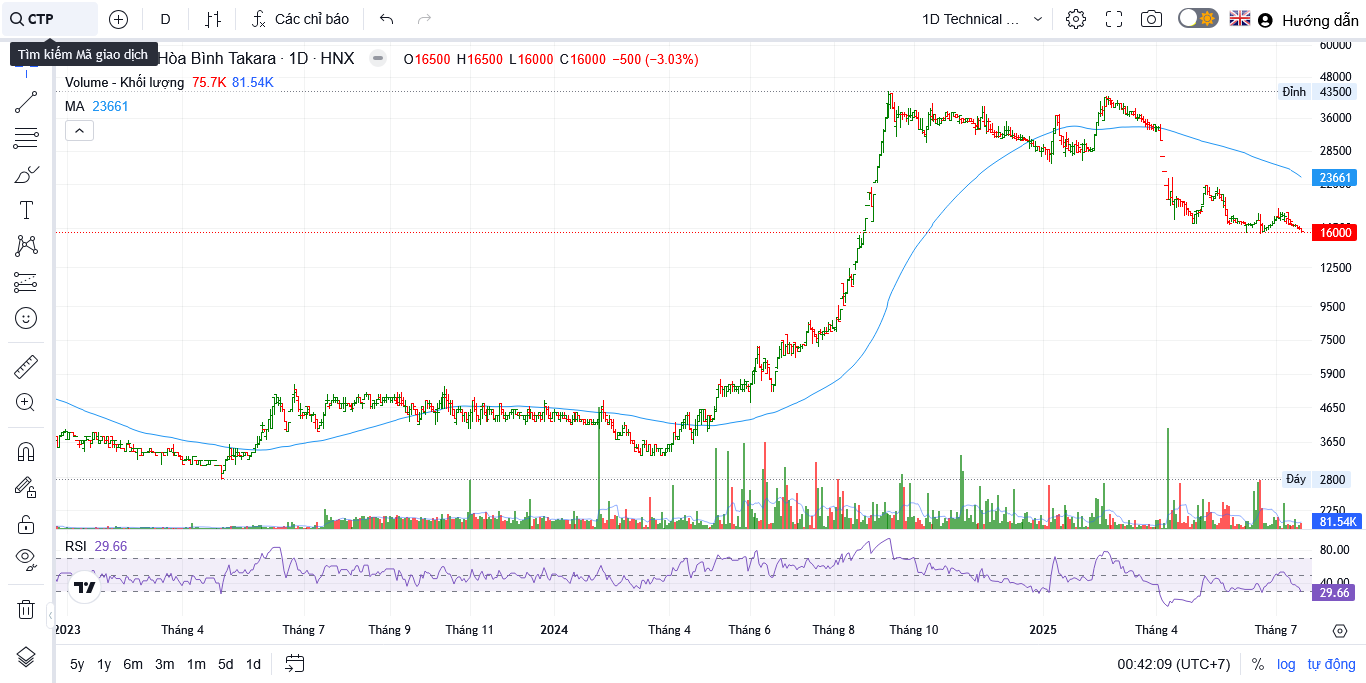 CTP
D
Các chỉ báo
1D Technical ...
Hướng dẫn
Tìm kiếm Mã giao dịch
Hòa Bình Takara · 1D · HNX
O16500 H16500 L16000 C16000 −500 (−3.03%)
Volume - Khối lượng 75.7K 81.54K
MA 23661
60000
48000
Đỉnh 43500
36000
28500
23661
16000
12500
9500
7500
5900
4650
3650
Đáy 2800
2250
81.54K
RSI 29.66
80.00
40.00
29.66
2023 Tháng 4 Tháng 7 Tháng 9 Tháng 11 2024 Tháng 4 Tháng 6 Tháng 8 Tháng 10 2025 Tháng 4 Tháng 7
5y 1y 6m 3m 1m 5d 1d
00:42:09 (UTC+7) % log tự động